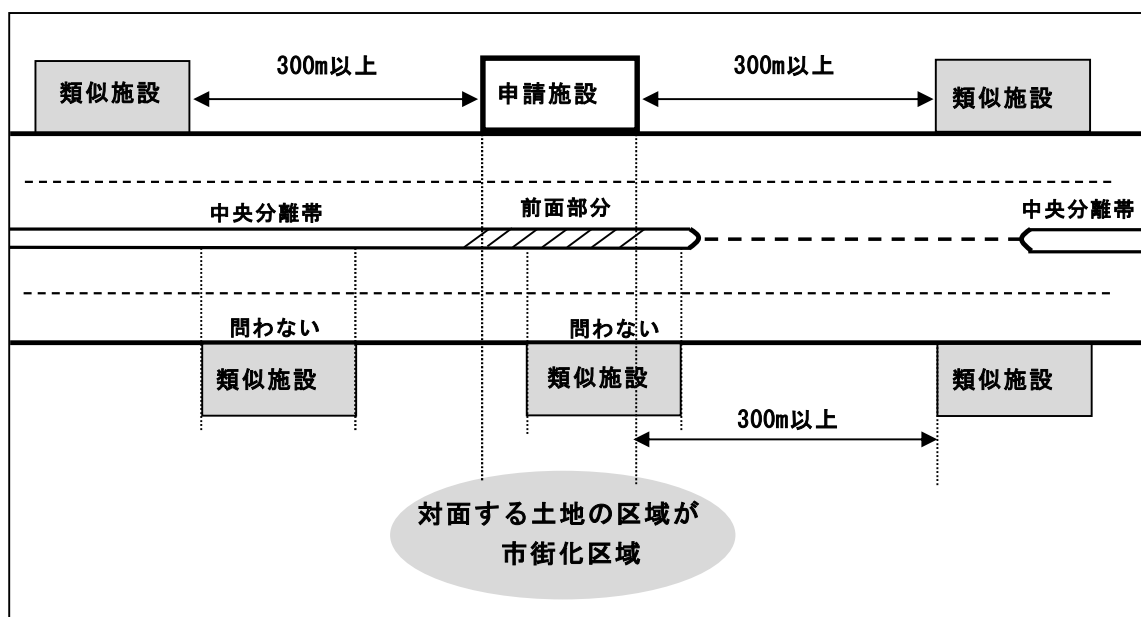 300m以上
300m以上
類似施設
申請施設
類似施設
中央分離帯
前面部分
中央分離帯
問わない
問わない
類似施設
類似施設
類似施設
300m以上
対面する土地の区域が
市街化区域